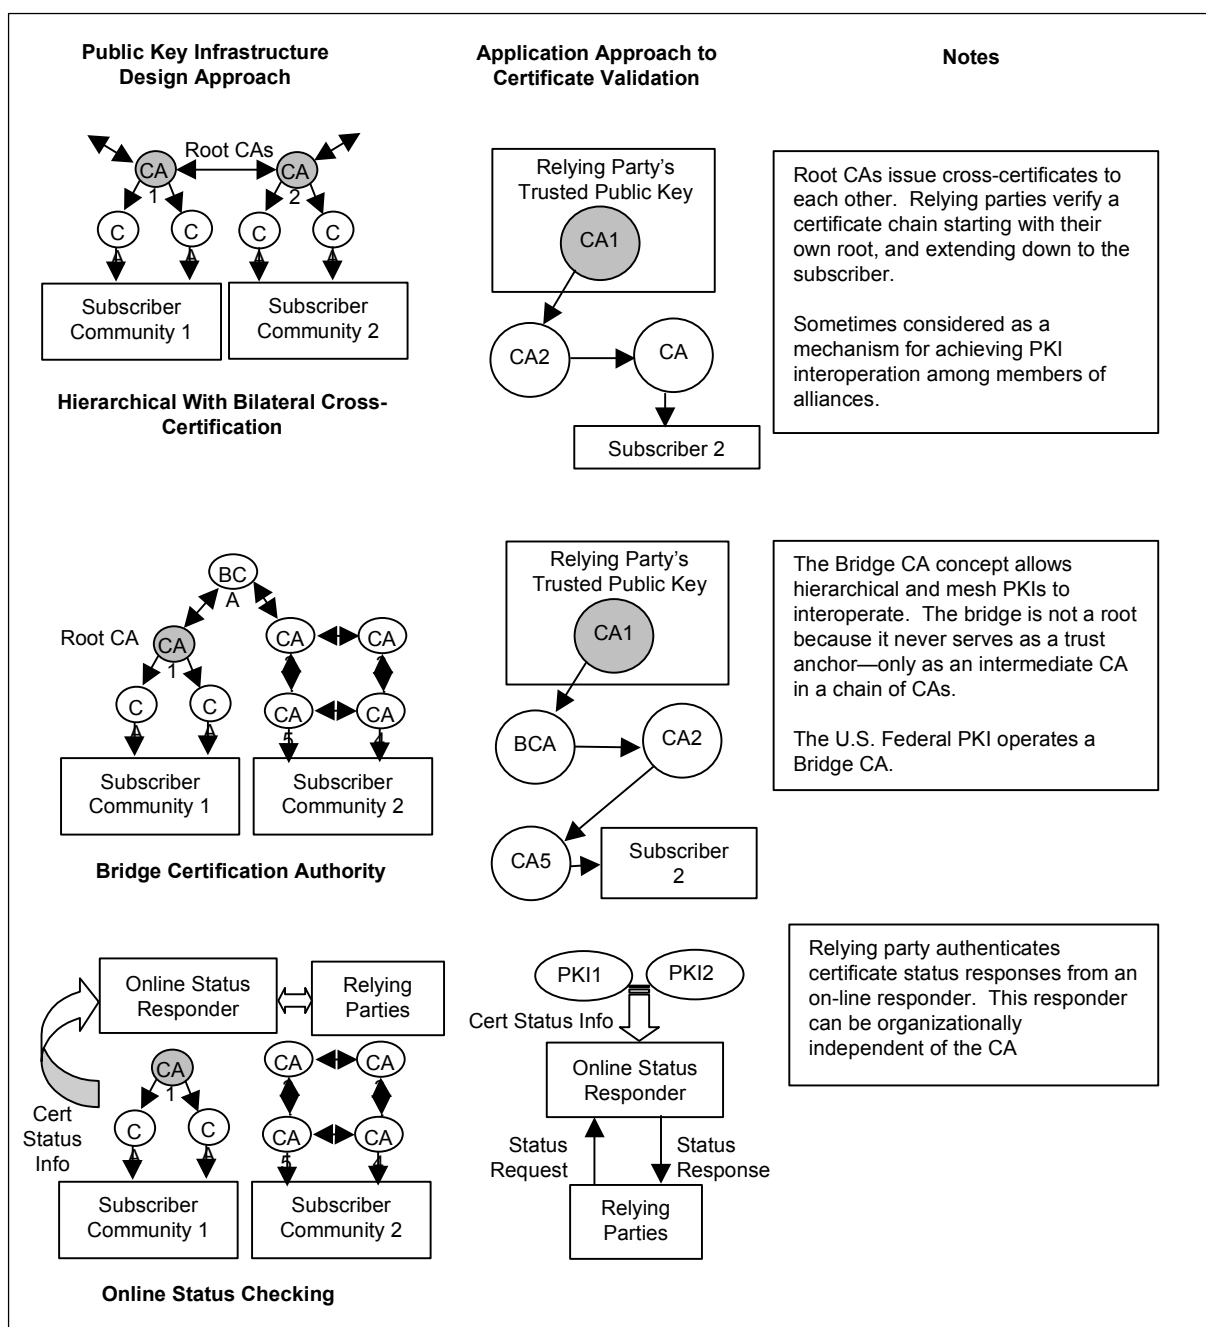 Public Key Infrastructure
Design Approach
Application Approach to
Certificate Validation
Notes
Root CAs
CA
1
CA
2
C
A
C
A
C
A
C
A
Subscriber
Community 1
Subscriber
Community 2
Hierarchical With Bilateral Cross-
Certification
Relying Party's
Trusted Public Key
CA1
CA2
CA
Subscriber 2
Root CAs issue cross-certificates to
each other. Relying parties verify a
certificate chain starting with their
own root, and extending down to the
subscriber.
Sometimes considered as a
mechanism for achieving PKI
interoperation among members of
alliances.
BC
A
Root CA
CA
1
C
A
C
A
CA
CA
CA
5
CA
4
Subscriber
Community 1
Subscriber
Community 2
Bridge Certification Authority
Relying Party's
Trusted Public Key
CA1
BCA
CA2
CA5
Subscriber
2
The Bridge CA concept allows
hierarchical and mesh PKIs to
interoperate. The bridge is not a root
because it never serves as a trust
anchor—only as an intermediate CA
in a chain of CAs.
The U.S. Federal PKI operates a
Bridge CA.
Online Status
Responder
Relying
Parties
Cert
Status
Info
CA
1
C
A
C
A
CA
CA
CA
5
CA
4
Subscriber
Community 1
Subscriber
Community 2
Online Status Checking
PKI1
PKI2
Cert Status Info
Online Status
Responder
Status
Request
Status
Response
Relying
Parties
Relying party authenticates
certificate status responses from an
on-line responder. This responder
can be organizationally
independent of the CA